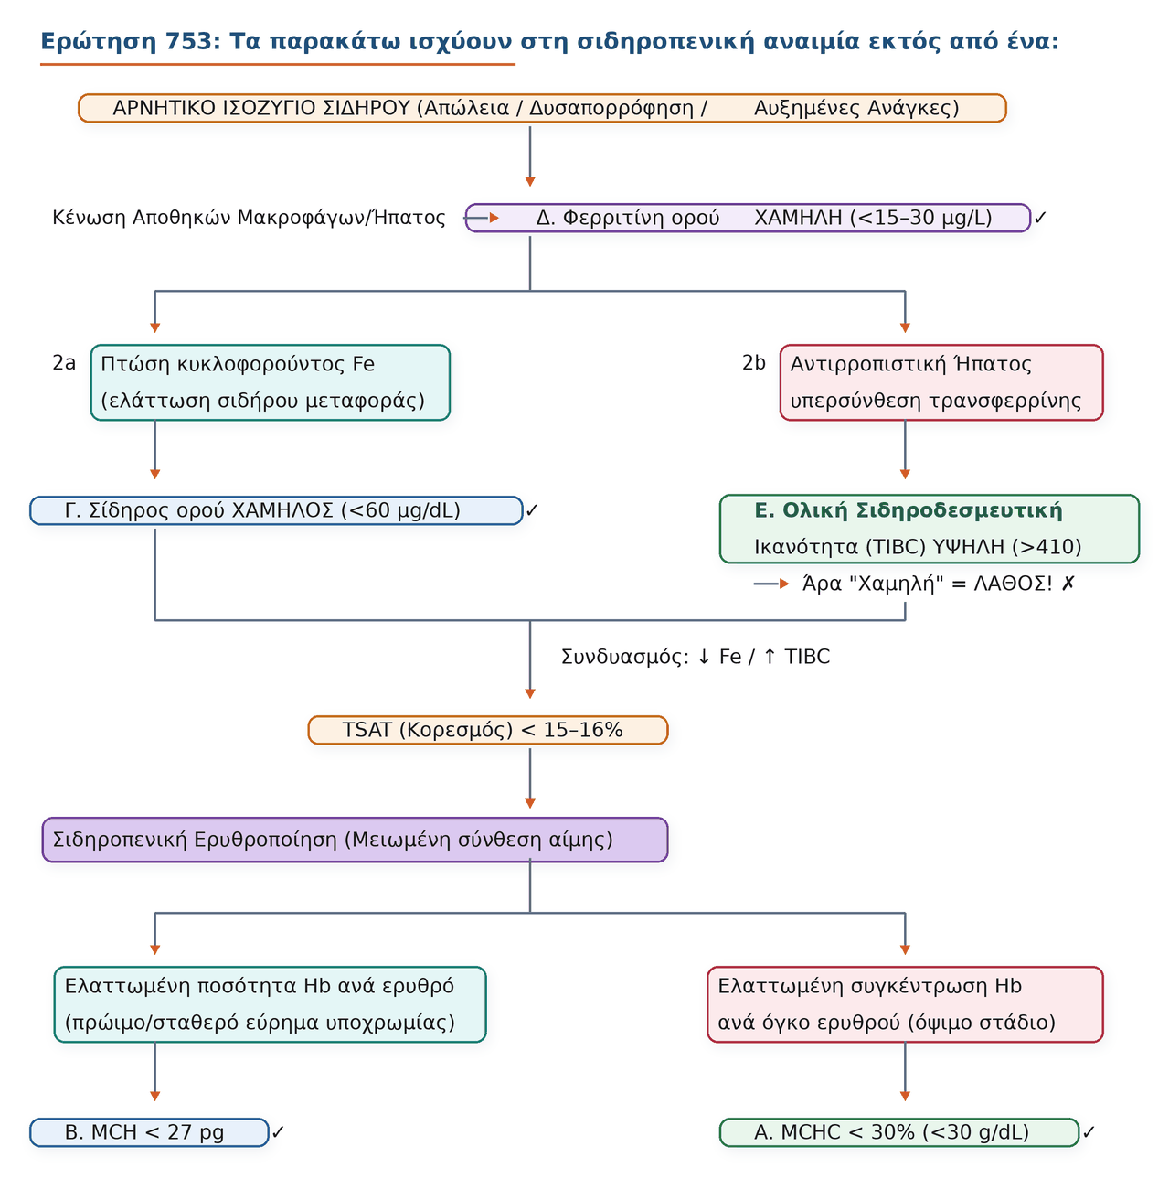 Ερώτηση 753: Τα παρακάτω ισχύουν στη σιδηροπενική αναιμία εκτός από ένα:
ΑΡΝΗΤΙΚΟ ΙΣΟΖΥΓΙΟ ΣΙΔΗΡΟΥ (Απώλεια / Δυσαπορρόφηση / Αυξημένες Ανάγκες)
Κένωση Αποθηκών Μακροφάγων/Ήπατος
Δ. Φερριτίνη ορού ΧΑΜΗΛΗ (<15–30 μg/L) ✓
2a
Πτώση κυκλοφορούντος Fe
(ελάττωση σιδήρου μεταφοράς)
2b
Αντιρροπιστική Ήπατος
υπερσύνθεση τρανσφερρίνης
Γ. Σίδηρος ορού ΧΑΜΗΛΟΣ (<60 μg/dL) ✓
Ε. Ολική Σιδηροδεσμευτική
Ικανότητα (TIBC) ΥΨΗΛΗ (>410)
Άρα "Χαμηλή" = ΛΑΘΟΣ! ✗
Συνδυασμός: ↓ Fe / ↑ TIBC
TSAT (Κορεσμός) < 15–16%
Σιδηροπενική Ερυθροποίηση (Μειωμένη σύνθεση αίμης)
Ελαττωμένη ποσότητα Hb ανά ερυθρό
(πρώιμο/σταθερό εύρημα υποχρωμίας)
Ελαττωμένη συγκέντρωση Hb
ανά όγκο ερυθρού (όψιμο στάδιο)
Β. MCH < 27 pg ✓
Α. MCHC < 30% (<30 g/dL) ✓